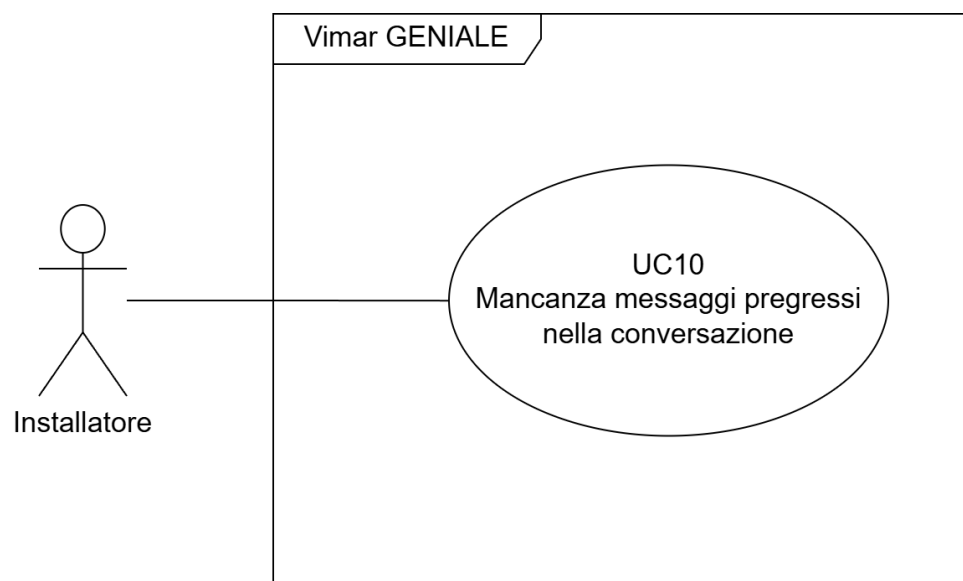 Vimar GENIALE
UC10
Mancanza messaggi pregressi
nella conversazione
Installatore